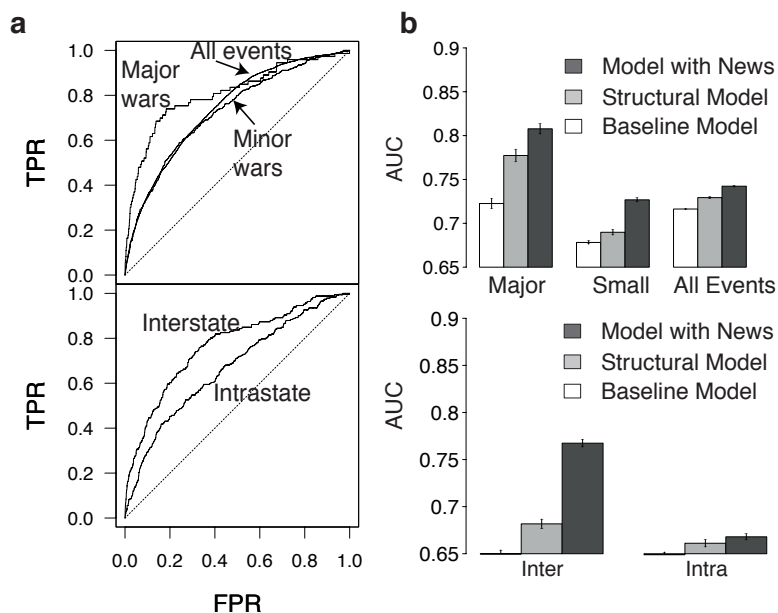 a
All events
Major
wars
Minor
wars
TPR
1.0
0.8
0.6
0.4
0.2
0.0
Interstate
Intrastate
TPR
1.0
0.8
0.6
0.4
0.2
0.0
0.0 0.2 0.4 0.6 0.8 1.0
FPR
b
0.9
0.85
0.8
0.75
0.7
0.65
AUC
Model with News
Structural Model
Baseline Model
Major Small All Events
0.9
0.85
0.8
0.75
0.7
0.65
AUC
Model with News
Structural Model
Baseline Model
Inter Intra